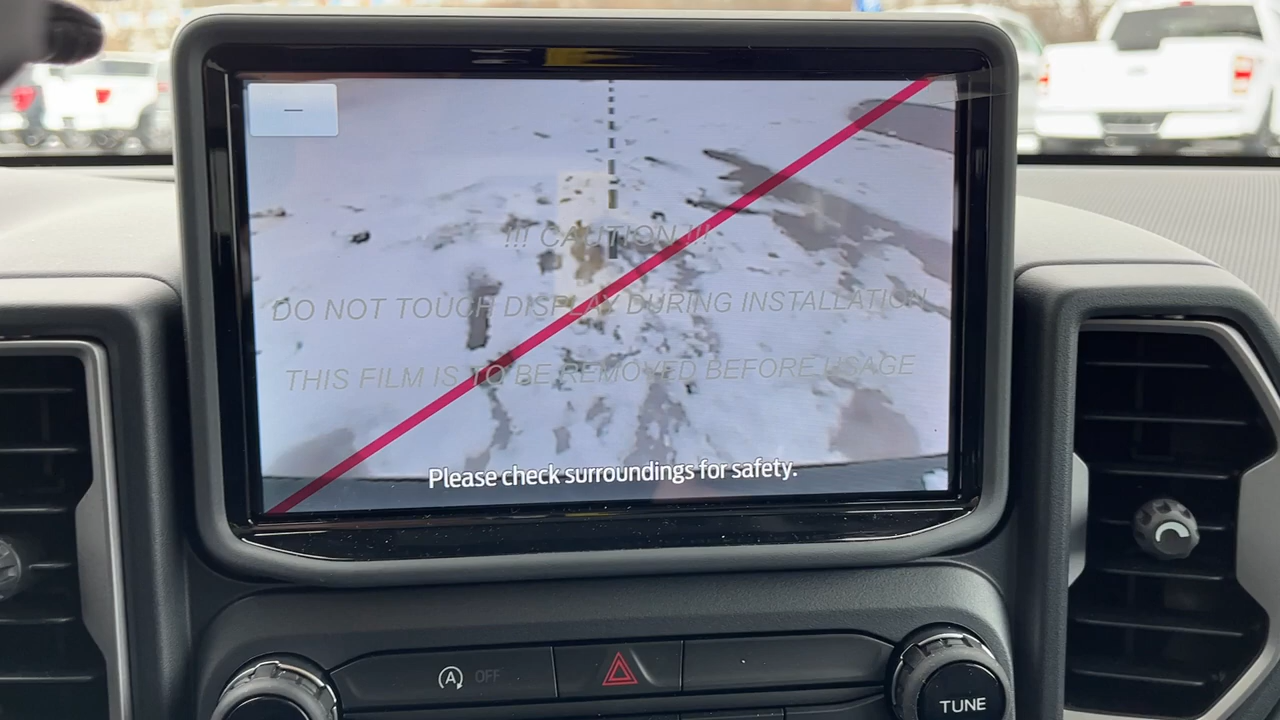 !!! CAUTION !!!
DO NOT TOUCH DISPLAY DURING INSTALLATION
THIS FILM IS TO BE REMOVED BEFORE USAGE
Please check surroundings for safety.
A OFF
TUNE